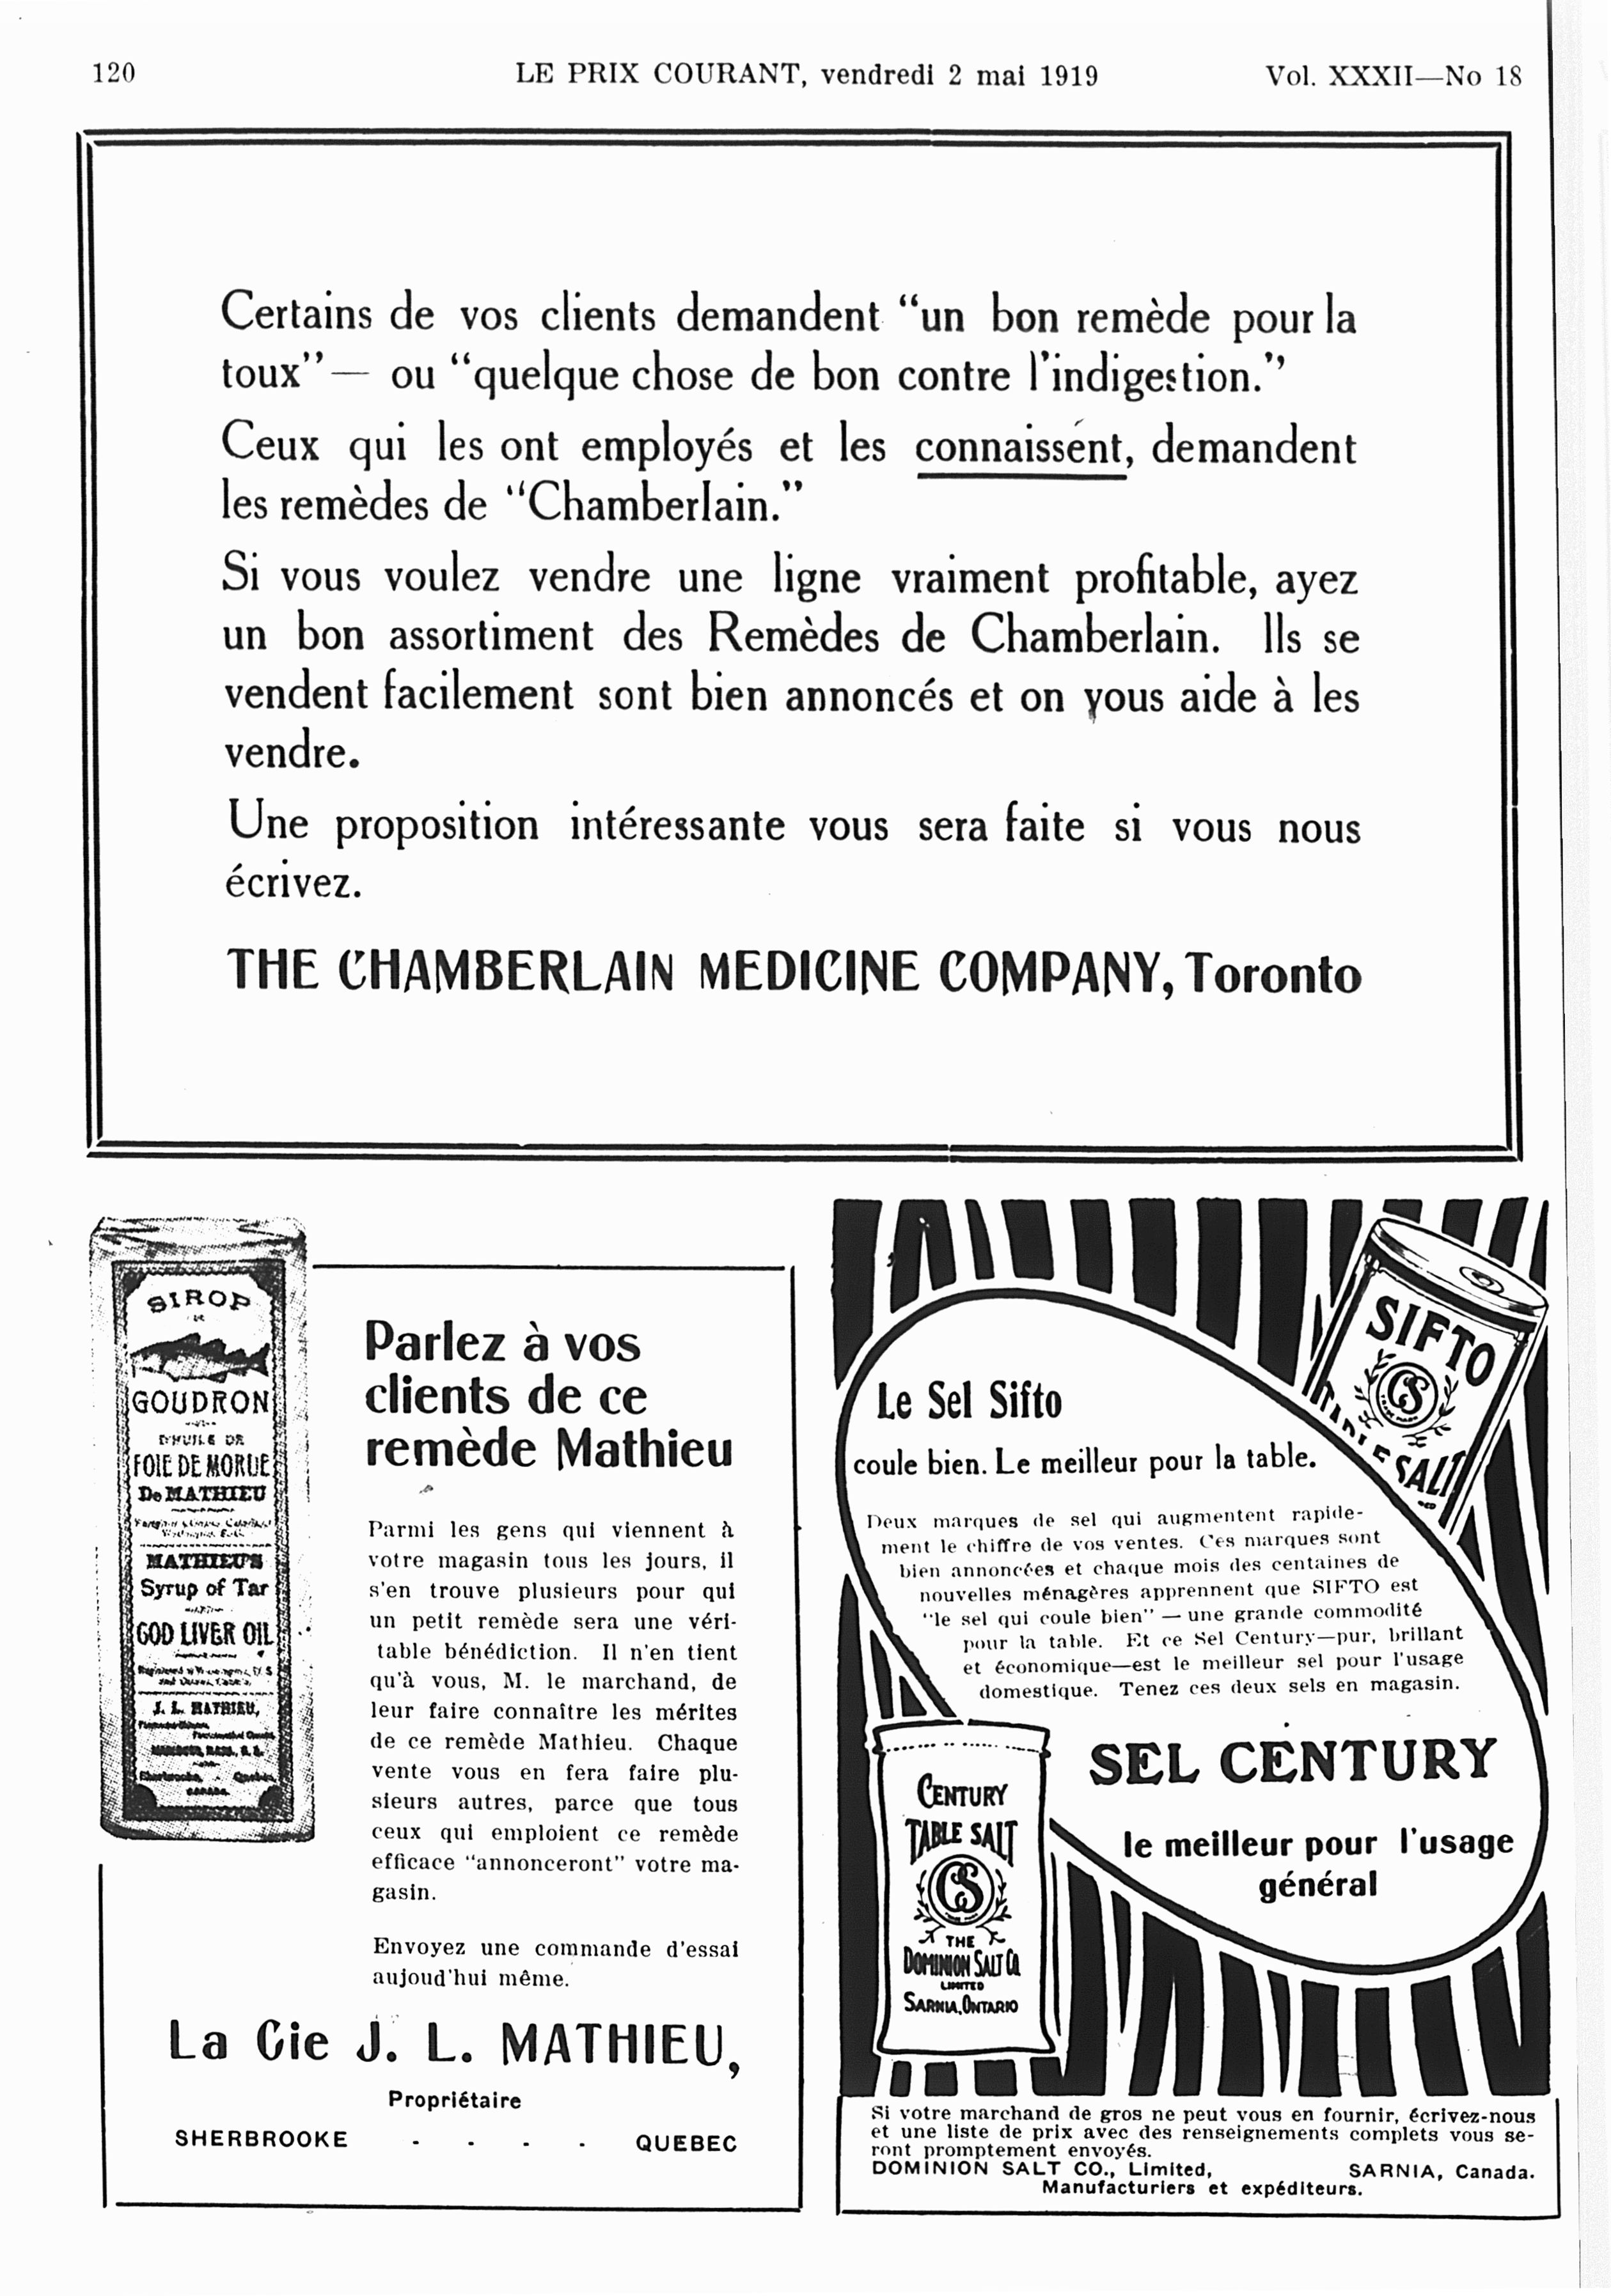 120
LE PRIX COURANT, vendredi 2 mai 1919
Vol. XXXII—No 18
Certains de vos clients demandent “un bon remède pour la
toux”— ou “quelque chose de bon contre l'indigestion.”
Ceux qui les ont employés et les connaissent, demandent
les remèdes de “Chamberlain.”
Si vous voulez vendre une ligne vraiment profitable, ayez
un bon assortiment des Remèdes de Chamberlain. Ils se
vendent facilement sont bien annoncés et on vous aide à les
vendre.
Une proposition intéressante vous sera faite si vous nous
écrivez.
THE CHAMBERLAIN MEDICINE COMPANY, Toronto
SIROP
GOUDRON
D'HUILE DE
FOIE DE MORUE
De MATHIEU
MATHIEU'S
Syrup of Tar
COD LIVER OIL
J. L. MATHIEU,
Parlez à vos
clients de ce
remède Mathieu
Parmi les gens qui viennent à
votre magasin tous les jours, il
s'en trouve plusieurs pour qui
un petit remède sera une véri-
table bénédiction. Il n'en tient
qu'à vous, M. le marchand, de
leur faire connaître les mérites
de ce remède Mathieu. Chaque
vente vous en fera faire plu-
sieurs autres, parce que tous
ceux qui emploient ce remède
efficace “annonceront” votre ma-
gasin.
Envoyez une commande d'essai
aujoud'hui même.
La Cie J. L. MATHIEU,
Propriétaire
SHERBROOKE - - - - QUEBEC
SIFTO
CS
TABLE SALT
Le Sel Sifto
coule bien. Le meilleur pour la table.
Deux marques de sel qui augmentent rapide-
ment le chiffre de vos ventes. Ces marques sont
bien annoncées et chaque mois des centaines de
nouvelles ménagères apprennent que SIFTO est
“le sel qui coule bien” — une grande commodité
pour la table. Et ce Sel Century—pur, brillant
et économique—est le meilleur sel pour l'usage
domestique. Tenez ces deux sels en magasin.
SEL CENTURY
le meilleur pour l'usage
général
CENTURY
TABLE SALT
CS
THE
DOMINION SALT CO.
LIMITED
SARNIA, ONTARIO
Si votre marchand de gros ne peut vous en fournir, écrivez-nous
et une liste de prix avec des renseignements complets vous se-
ront promptement envoyés.
DOMINION SALT CO., Limited, SARNIA, Canada.
Manufacturiers et expéditeurs.